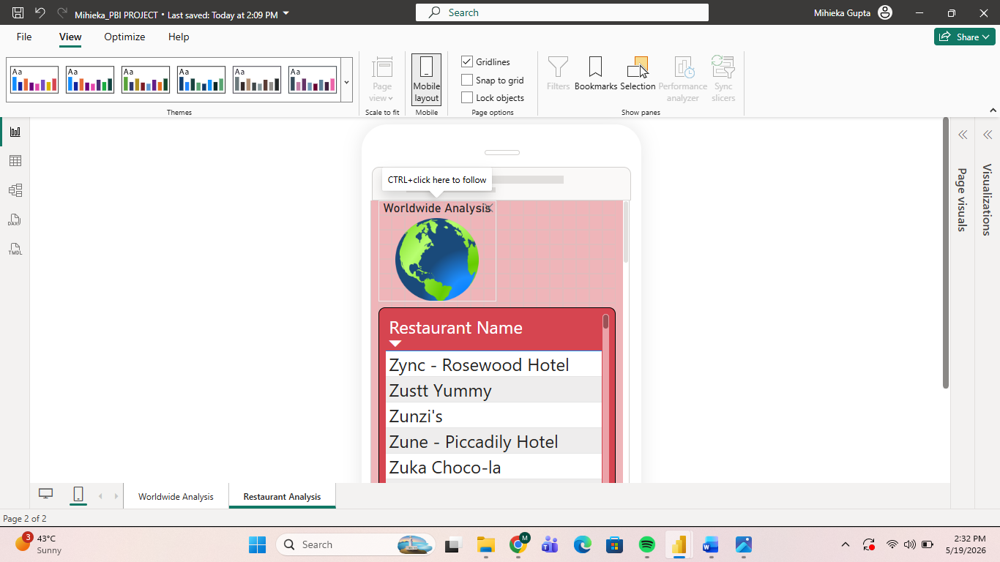 Mihieka_PBI PROJECT • Last saved: Today at 2:09 PM
Search
Mihieka Gupta
File
View
Optimize
Help
Share
Aa
Aa
Aa
Aa
Aa
Aa
Themes
Page
view
Scale to fit
Mobile
layout
Mobile
Gridlines
Snap to grid
Lock objects
Page options
Filters
Bookmarks
Selection
Performance
analyzer
Sync
slicers
Show panes
DAX
TMDL
CTRL+click here to follow
Worldwide Analysis
Restaurant Name
Zync - Rosewood Hotel
Zustt Yummy
Zunzi's
Zune - Piccadily Hotel
Zuka Choco-la
Page visuals
Visualizations
Worldwide Analysis
Restaurant Analysis
Page 2 of 2
3
43°C
Sunny
Search
M
2:32 PM
5/19/2026